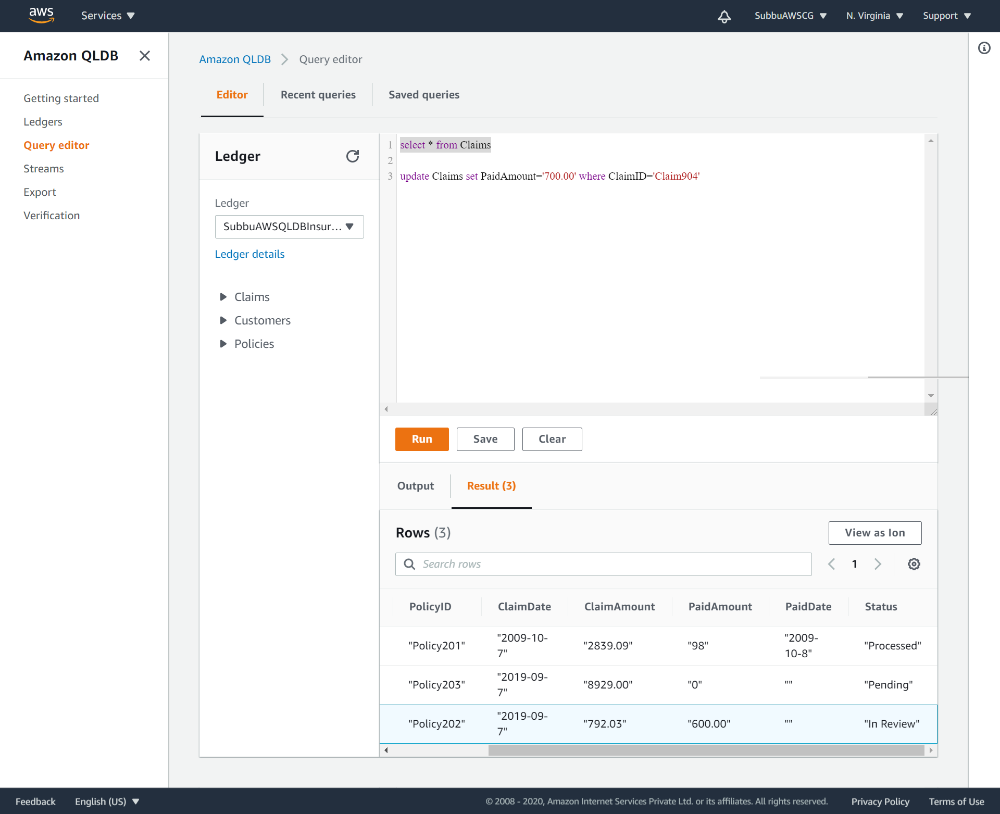 aws Services SubbuAWSCG N. Virginia Support
Amazon QLDB
Getting started
Ledgers
Query editor
Streams
Export
Verification
Amazon QLDB Query editor
Editor Recent queries Saved queries
Ledger
Ledger
SubbuAWSQLDBInsur...
Ledger details
Claims
Customers
Policies
1 select * from Claims
2
3 update Claims set PaidAmount='700.00' where ClaimID='Claim904'
Run Save Clear
Output Result (3)
Rows (3) View as Ion
Search rows 1
PolicyID ClaimDate ClaimAmount PaidAmount PaidDate Status
"Policy201" "2009-10-7" "2839.09" "98" "2009-10-8" "Processed"
"Policy203" "2019-09-7" "8929.00" "0" "" "Pending"
"Policy202" "2019-09-7" "792.03" "600.00" "" "In Review"
Feedback English (US) © 2008 - 2020, Amazon Internet Services Private Ltd. or its affiliates. All rights reserved. Privacy Policy Terms of Use